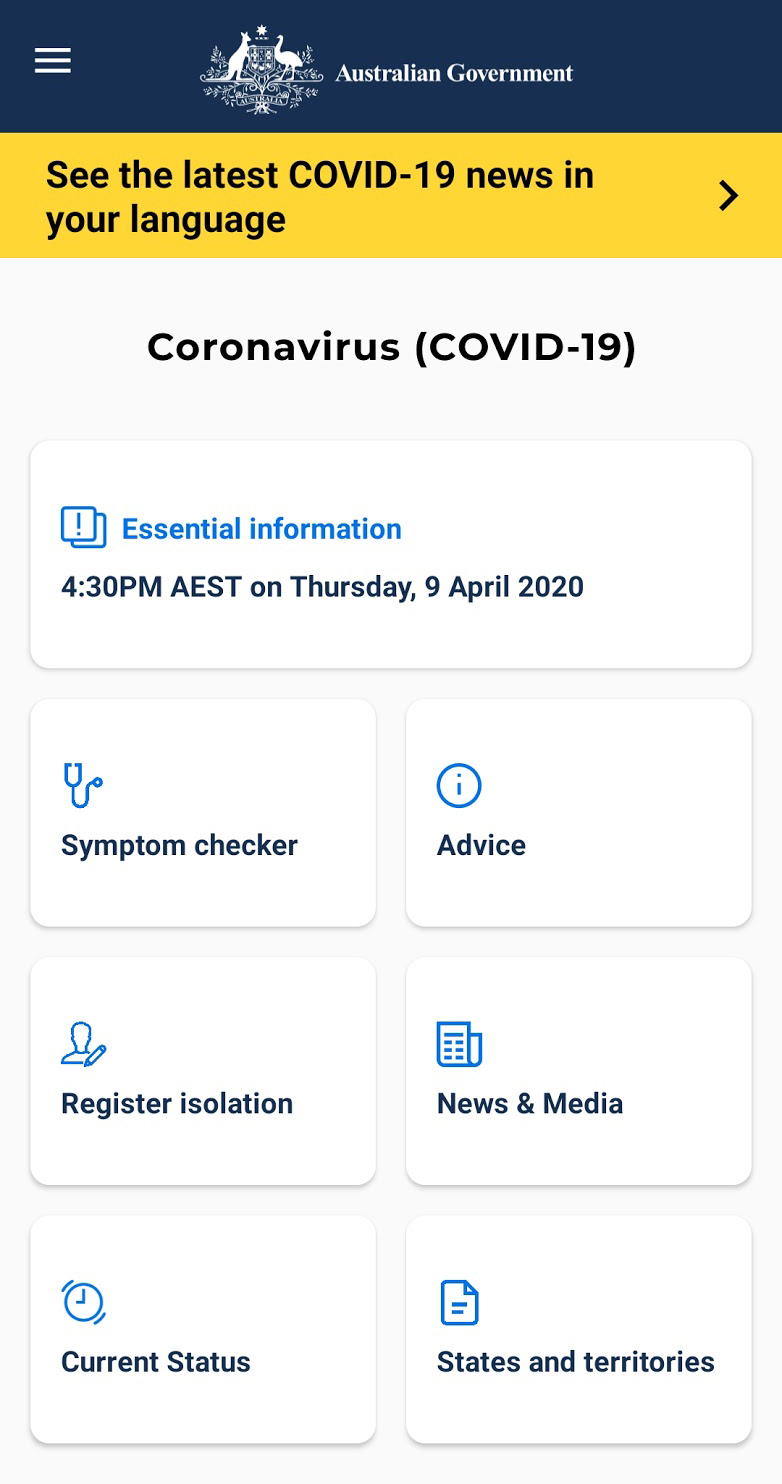 AUSTRALIA
Australian Government
See the latest COVID-19 news in
your language
Coronavirus (COVID-19)
Essential information
4:30PM AEST on Thursday, 9 April 2020
Symptom checker
Advice
Register isolation
News & Media
Current Status
States and territories